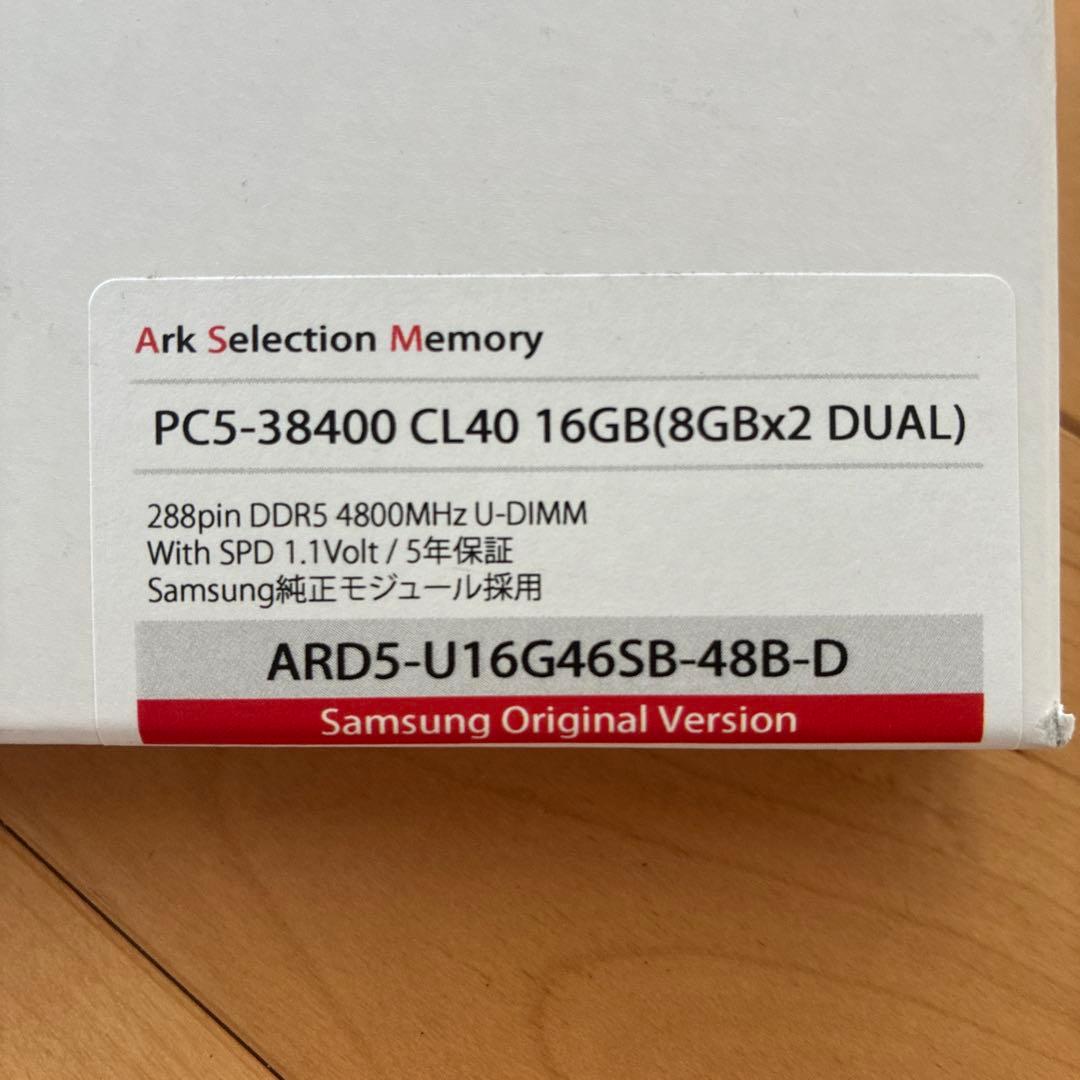 Ark Selection Memory
PC5-38400 CL40 16GB(8GBx2 DUAL)
288pin DDR5 4800MHz U-DIMM
With SPD 1.1Volt / 5年保証
Samsung純正モジュール採用
ARD5-U16G46SB-48B-D
Samsung Original Version